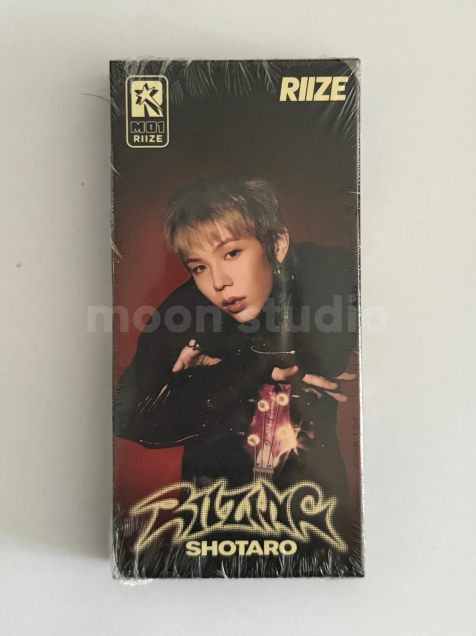 R
M01
RIIZE
RIIZE
moon studio
RIIZING
SHOTARO